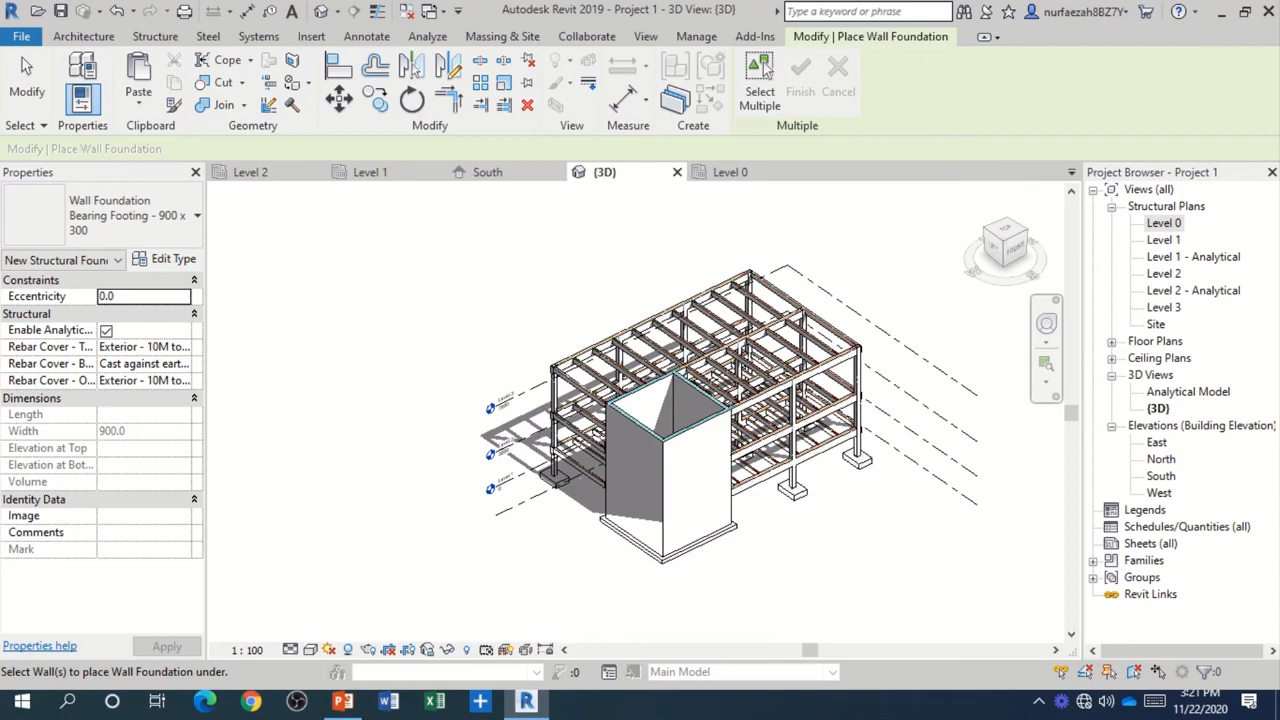 Autodesk Revit 2019 - Project 1 - 3D View: {3D}
Type a keyword or phrase
nurfaezah8BZ7Y
File
Architecture
Structure
Steel
Systems
Insert
Annotate
Analyze
Massing & Site
Collaborate
View
Manage
Add-Ins
Modify | Place Wall Foundation
Modify
Paste
Cope
Cut
Join
Select Multiple
Finish
Cancel
Select
Properties
Clipboard
Geometry
Modify
View
Measure
Create
Multiple
Modify | Place Wall Foundation
Properties
Level 2
Level 1
South
{3D}
Level 0
Project Browser - Project 1
Wall Foundation
Bearing Footing - 900 x
300
New Structural Foun
Edit Type
Constraints
Eccentricity 0.0
Structural
Enable Analytic...
Rebar Cover - T... Exterior - 10M to...
Rebar Cover - B... Cast against eart...
Rebar Cover - O... Exterior - 10M to...
Dimensions
Length
Width 900.0
Elevation at Top
Elevation at Bot...
Volume
Identity Data
Image
Comments
Mark
Properties help
Apply
TOP
FRONT
Views (all)
Structural Plans
Level 0
Level 1
Level 1 - Analytical
Level 2
Level 2 - Analytical
Level 3
Site
Floor Plans
Ceiling Plans
3D Views
Analytical Model
{3D}
Elevations (Building Elevation)
East
North
South
West
Legends
Schedules/Quantities (all)
Sheets (all)
Families
Groups
Revit Links
1 : 100
Select Wall(s) to place Wall Foundation under.
:0
Main Model
:0
3:21 PM
11/22/2020